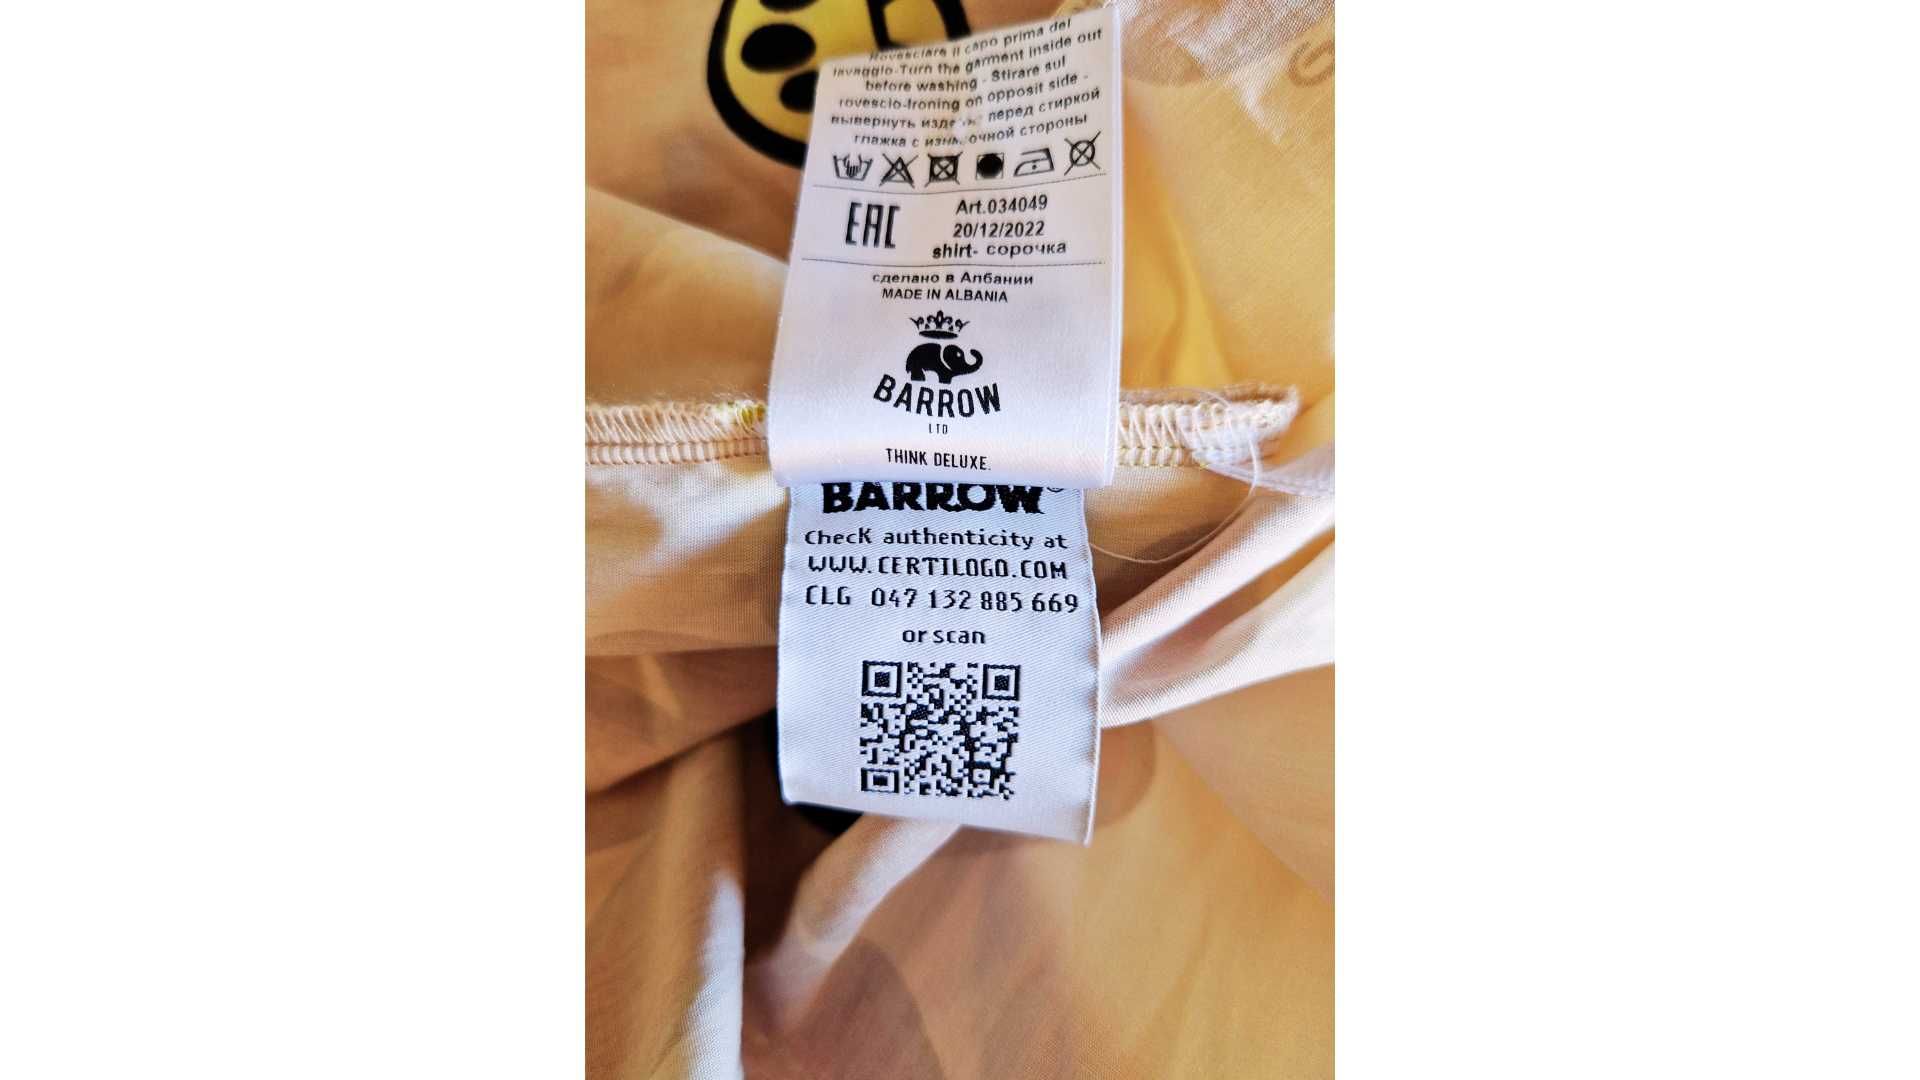 Rovesciare il capo prima del
lavaggio-Turn the garment inside out
before washing - Stirare sul
rovescio-Ironing on opposit side -
вывернуть перед стиркой
глажка с стороны
EAC
Art.034049
20/12/2022
shirt- сорочка
сделано в Албании
MADE IN ALBANIA
BARROW
LTD
THINK DELUXE.
BARROW®
Check authenticity at
WWW.CERTILOGO.COM
CLG 047 132 885 669
or scan